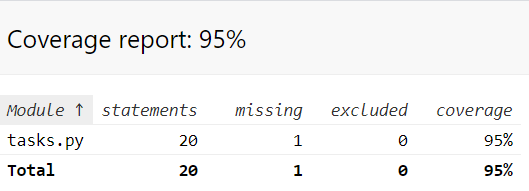 Coverage report: 95%
Module ↑ statements missing excluded coverage
tasks.py 20 1 0 95%
Total 20 1 0 95%